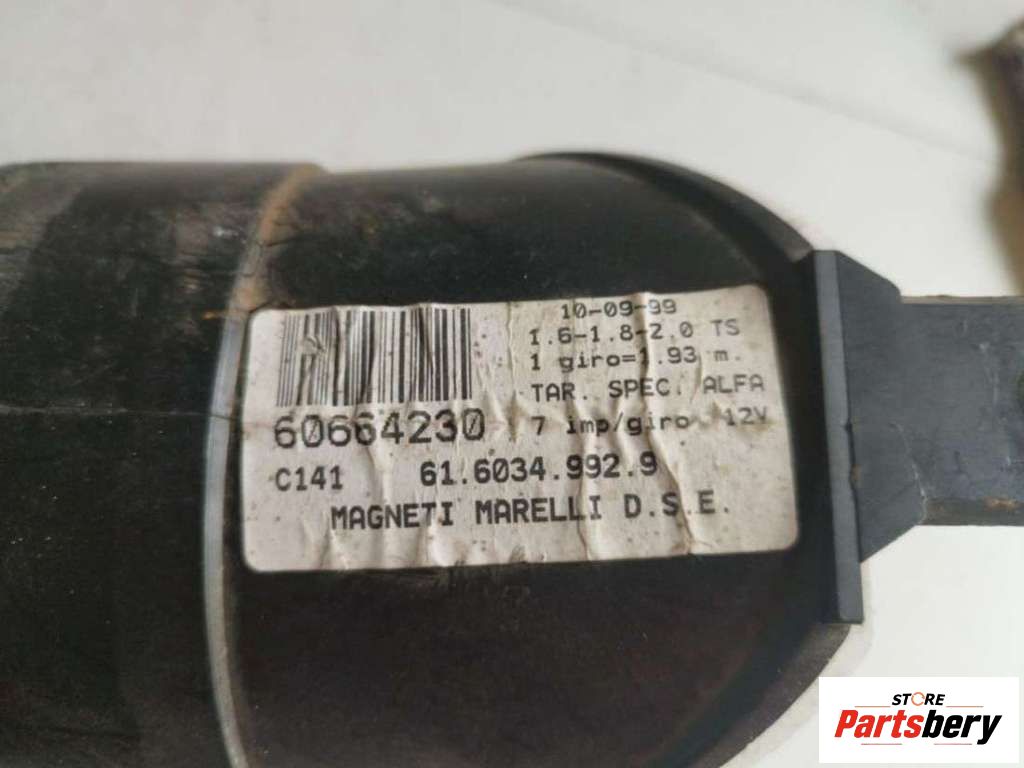 10-09-99
1.6-1.8-2.0 TS
1 giro=1.93 m.
TAR. SPEC. ALFA
60664230 7 imp/giro. 12V
C141 61.6034.992.9
MAGNETI MARELLI D.S.E.
STORE
Partsbery